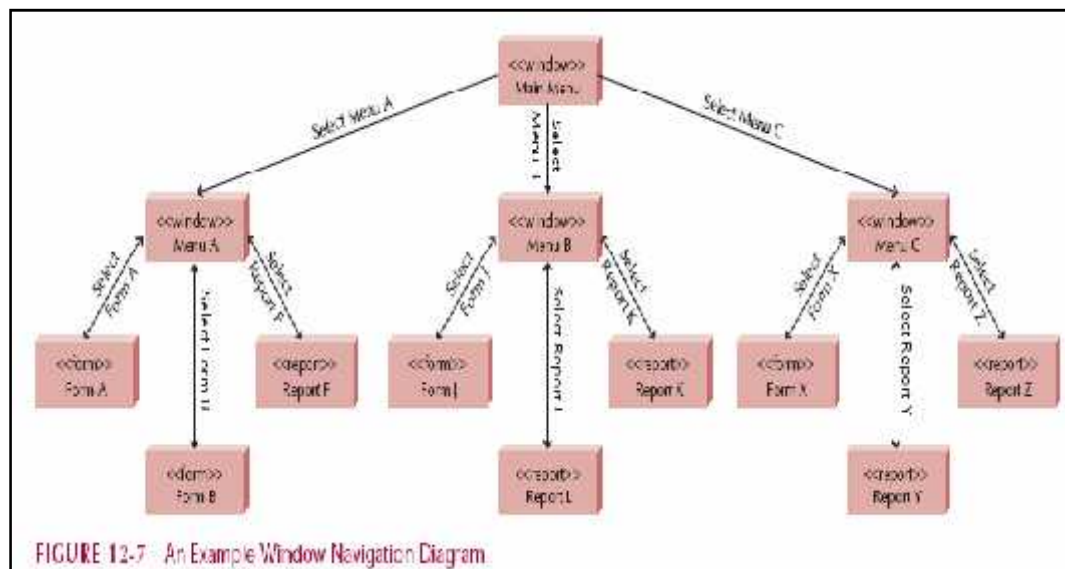 <<window>>
Main Menu
Select Menu A
Select
Menu
Select Menu C
<<window>>
Menu A
<<window>>
Menu B
<<window>>
Menu C
Select
Form A
Select
Report F
Select
Form J
Select
Report K
Select
Form X
Select
Report Z
Select Form B
Select Report L
Select Report Y
<<form>>
Form A
<<report>>
Report F
<<form>>
Form J
<<report>>
Report K
<<form>>
Form X
<<report>>
Report Z
<<form>>
Form B
<<report>>
Report L
<<report>>
Report Y
FIGURE 12-7 An Example Window Navigation Diagram